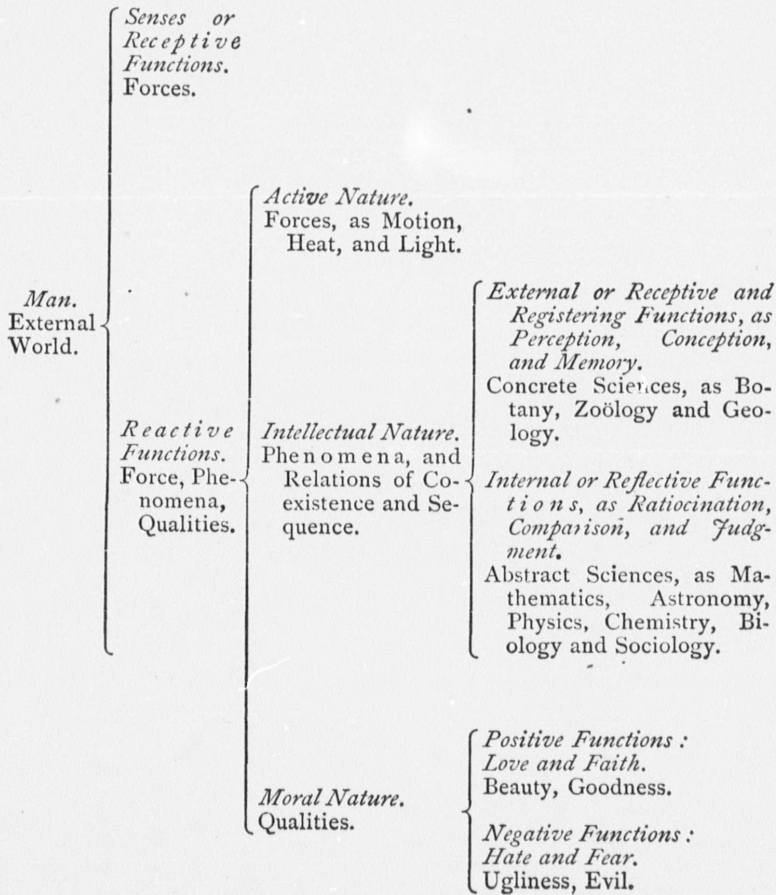 Senses or
Receptive
Functions.
Forces.
Man.
External
World.
Reactive
Functions.
Force, Phe-
nomena,
Qualities.
Active Nature.
Forces, as Motion,
Heat, and Light.
Intellectual Nature.
Phenomena, and
Relations of Co-
existence and Se-
quence.
Moral Nature.
Qualities.
External or Receptive and
Registering Functions, as
Perception, Conception,
and Memory.
Concrete Sciences, as Bo-
tany, Zoölogy and Geo-
logy.
Internal or Reflective Func-
tions, as Ratiocination,
Comparison, and Judg-
ment.
Abstract Sciences, as Ma-
thematics, Astronomy,
Physics, Chemistry, Bi-
ology and Sociology.
Positive Functions :
Love and Faith.
Beauty, Goodness.
Negative Functions :
Hate and Fear.
Ugliness, Evil.